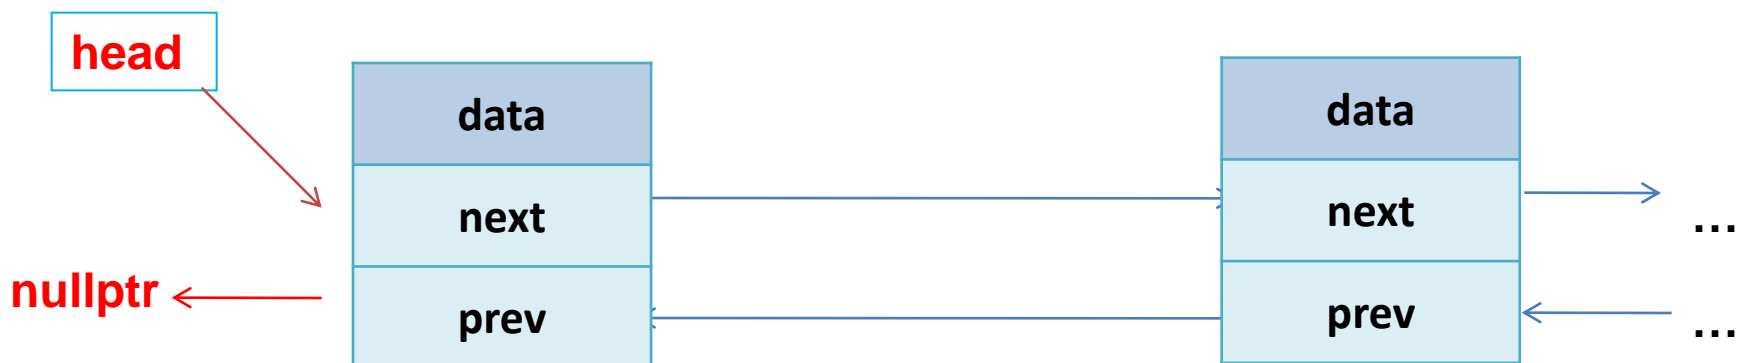 head
data
next
prev
nullptr
data
next
prev
...
...